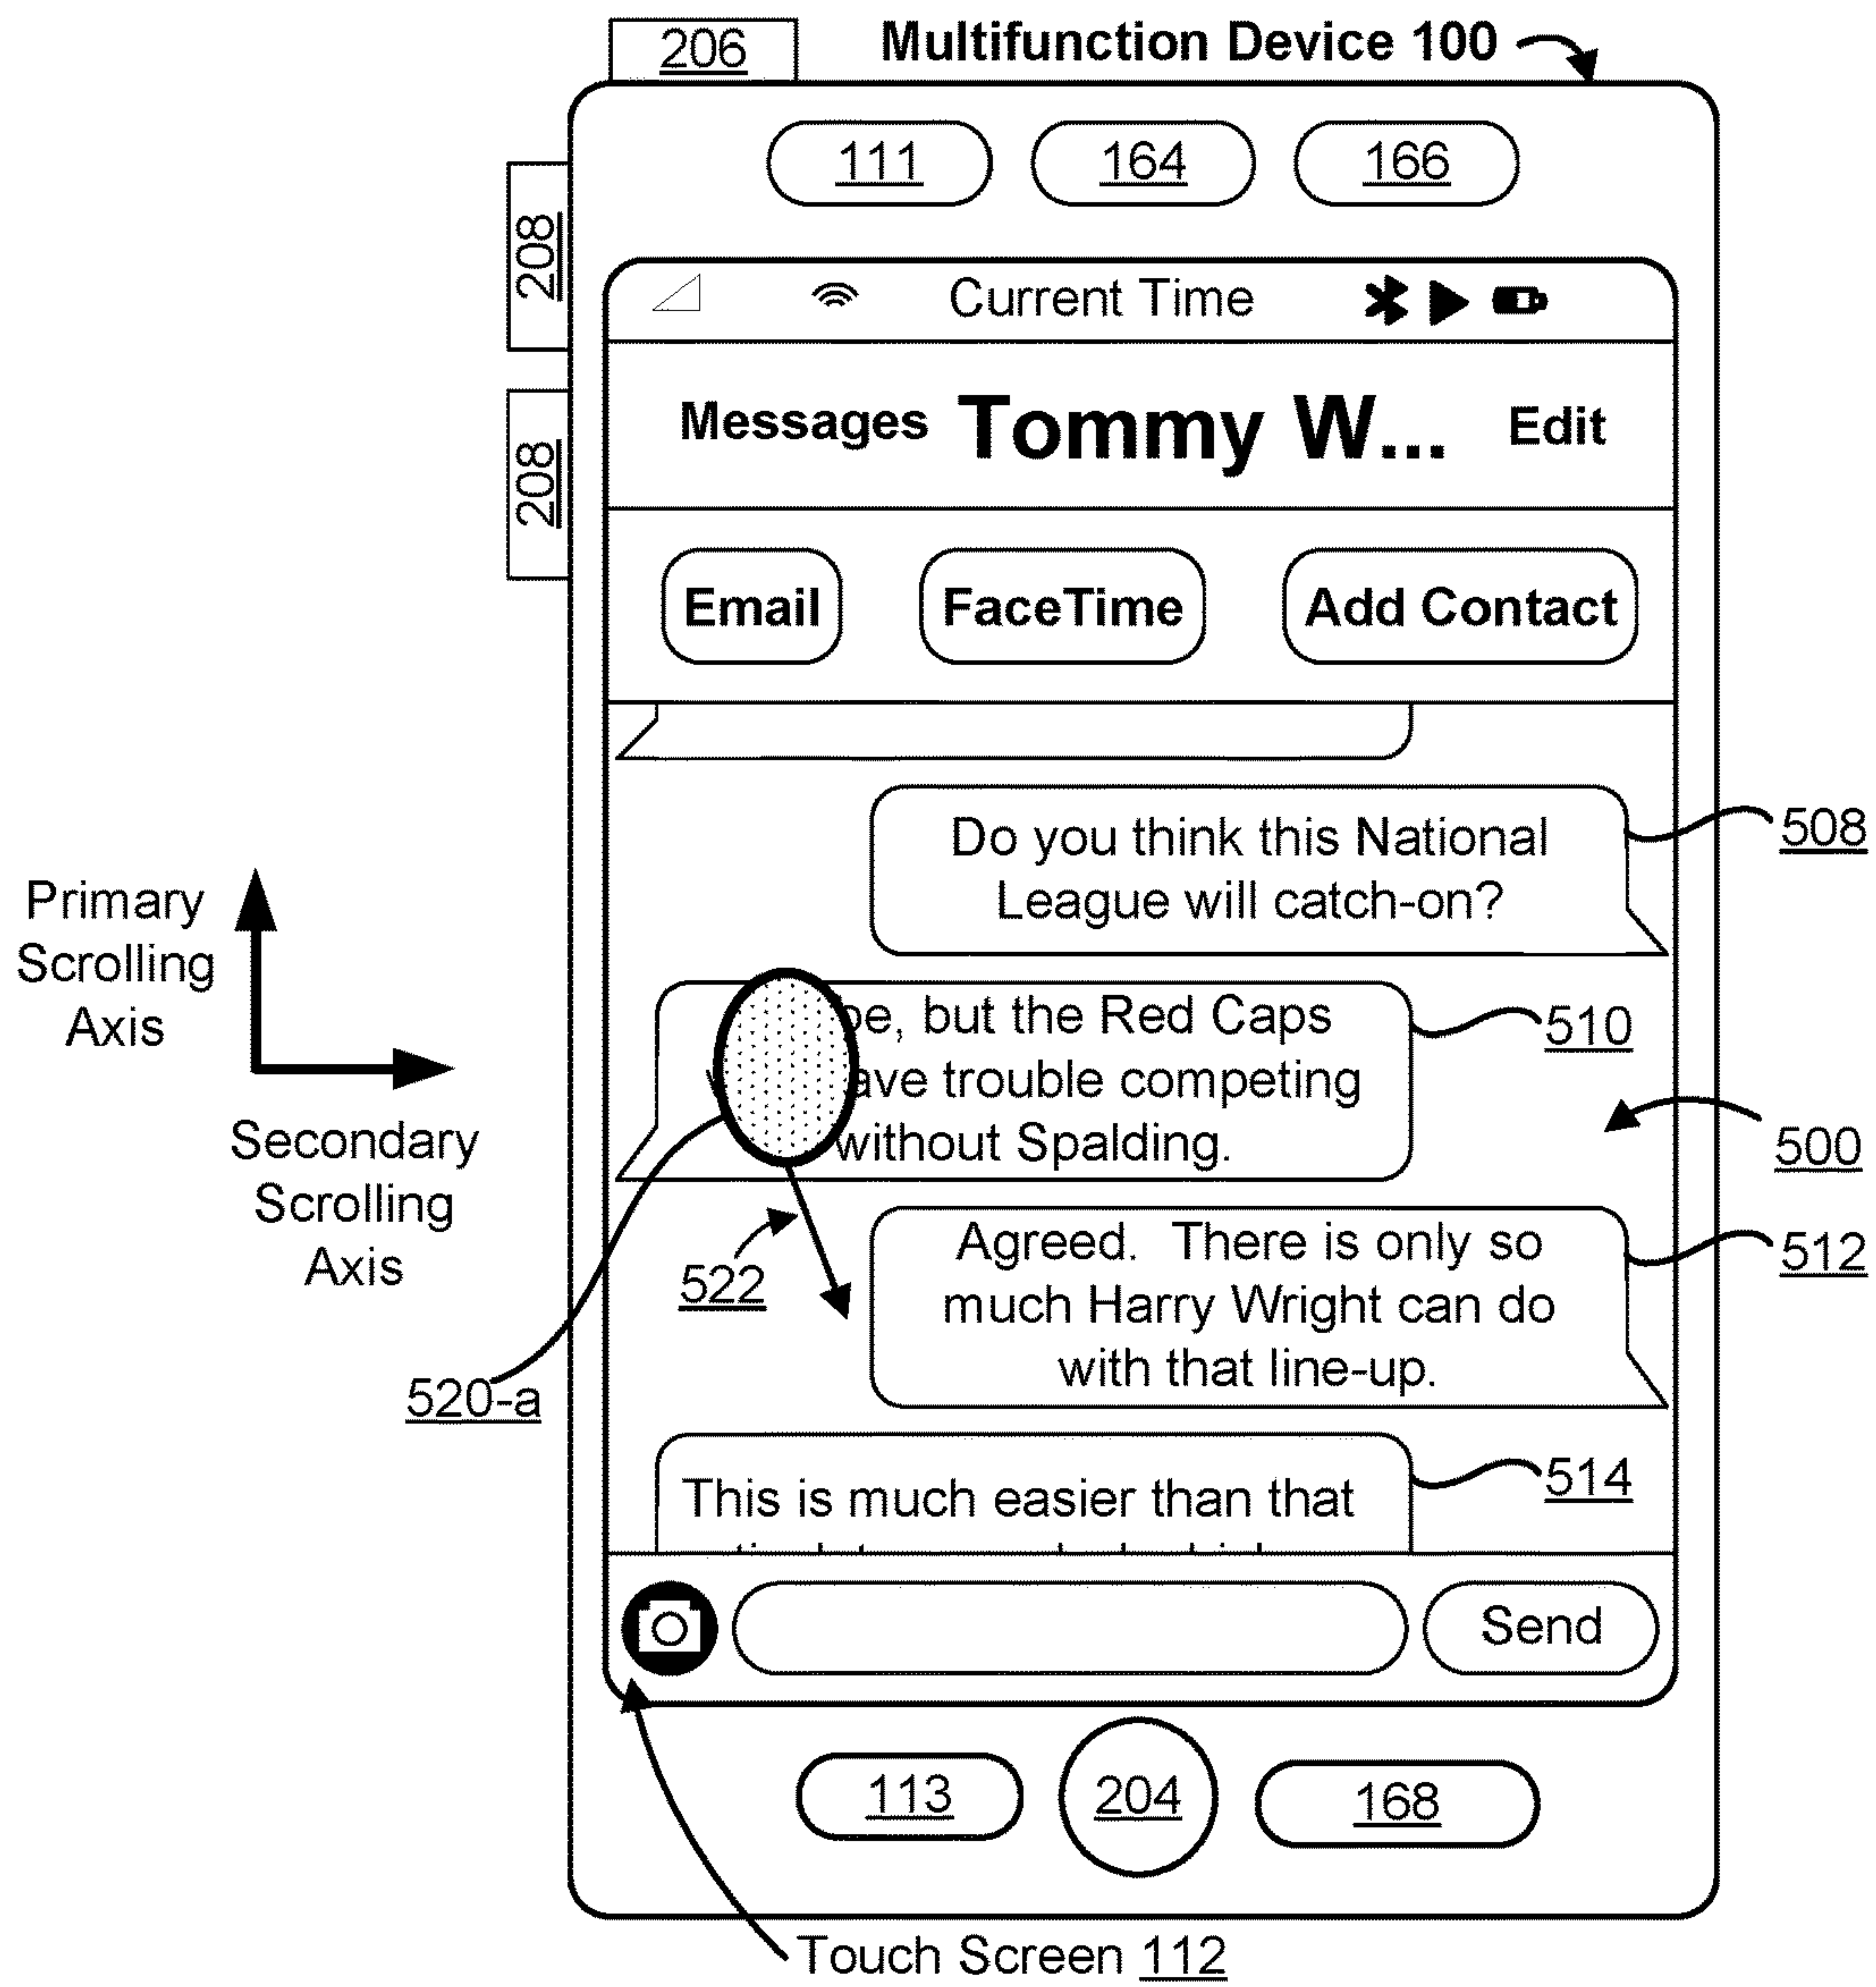 206
Multifunction Device 100
111
164
166
208
208
Current Time
Messages
Tommy W...
Edit
Email
FaceTime
Add Contact
Do you think this National
League will catch-on?
508
Primary
Scrolling
Axis
Secondary
Scrolling
Axis
but the Red Caps
trouble competing
without Spalding.
510
500
522
520-a
Agreed. There is only so
much Harry Wright can do
with that line-up.
512
This is much easier than that
514
Send
113
204
168
Touch Screen 112